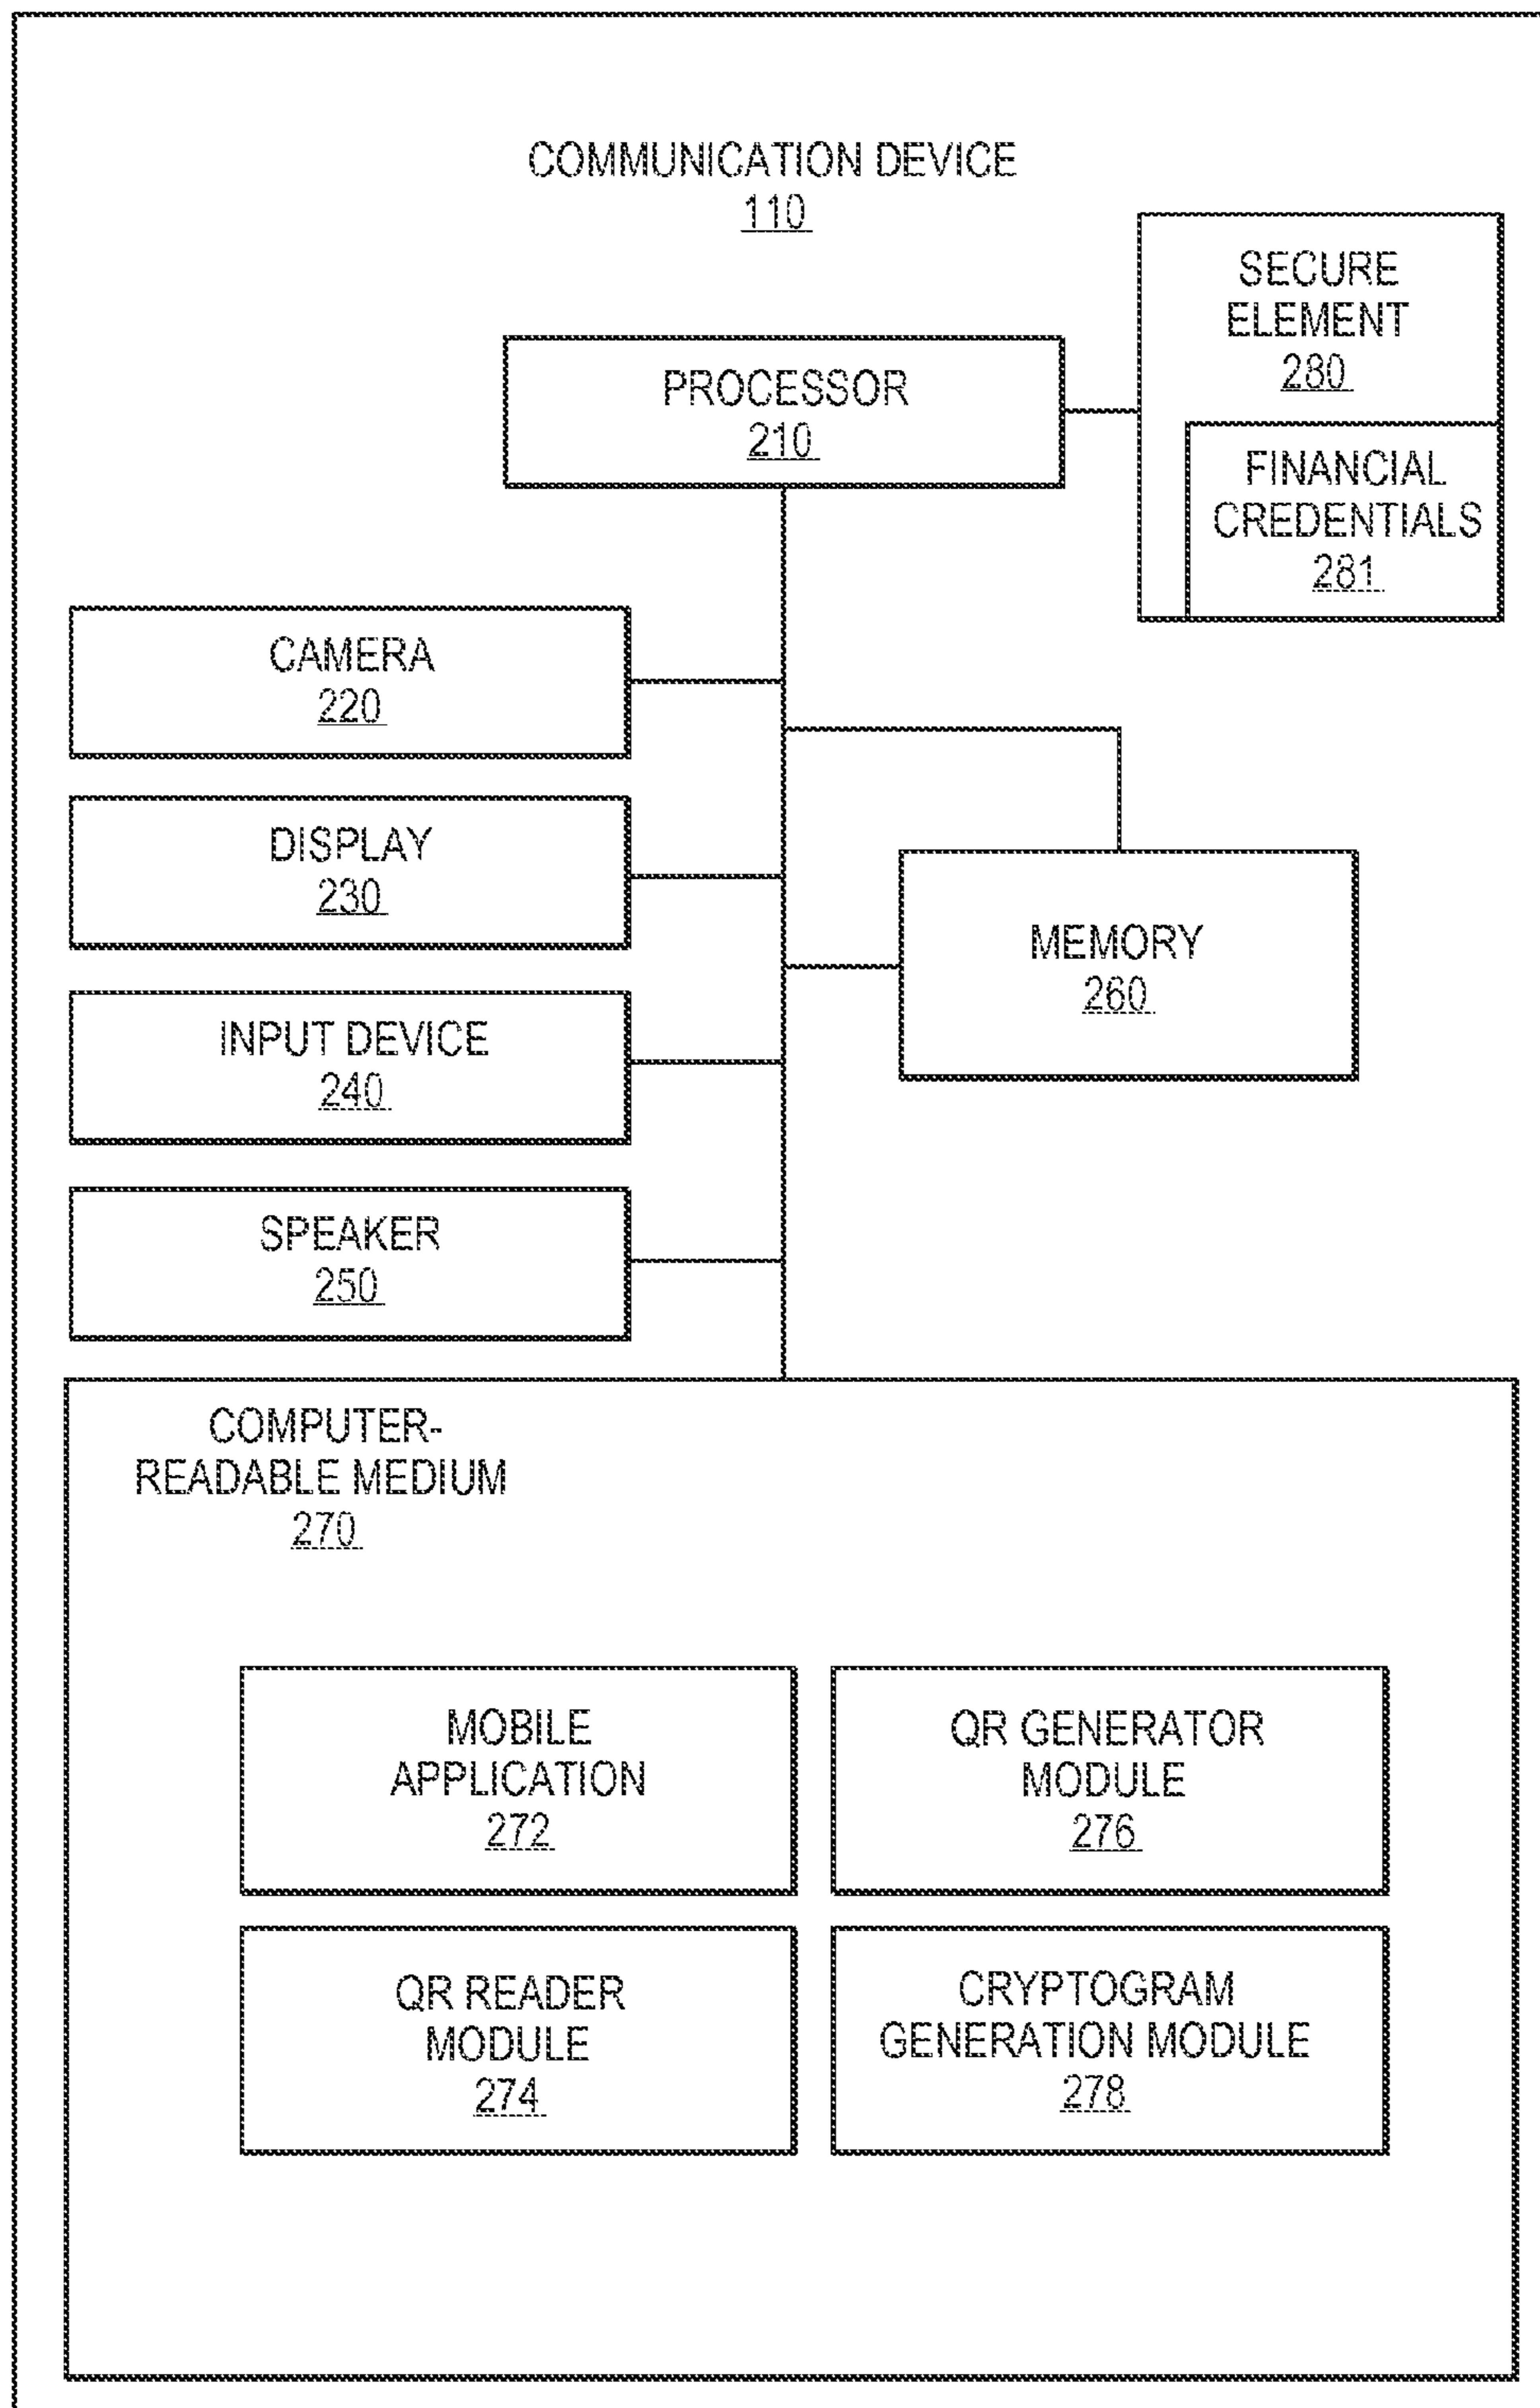 COMMUNICATION DEVICE
110
SECURE
ELEMENT
280
PROCESSOR
210
FINANCIAL
CREDENTIALS
281
CAMERA
220
DISPLAY
230
MEMORY
260
INPUT DEVICE
240
SPEAKER
250
COMPUTER-
READABLE MEDIUM
270
MOBILE
APPLICATION
272
QR GENERATOR
MODULE
276
QR READER
MODULE
274
CRYPTOGRAM
GENERATION MODULE
278